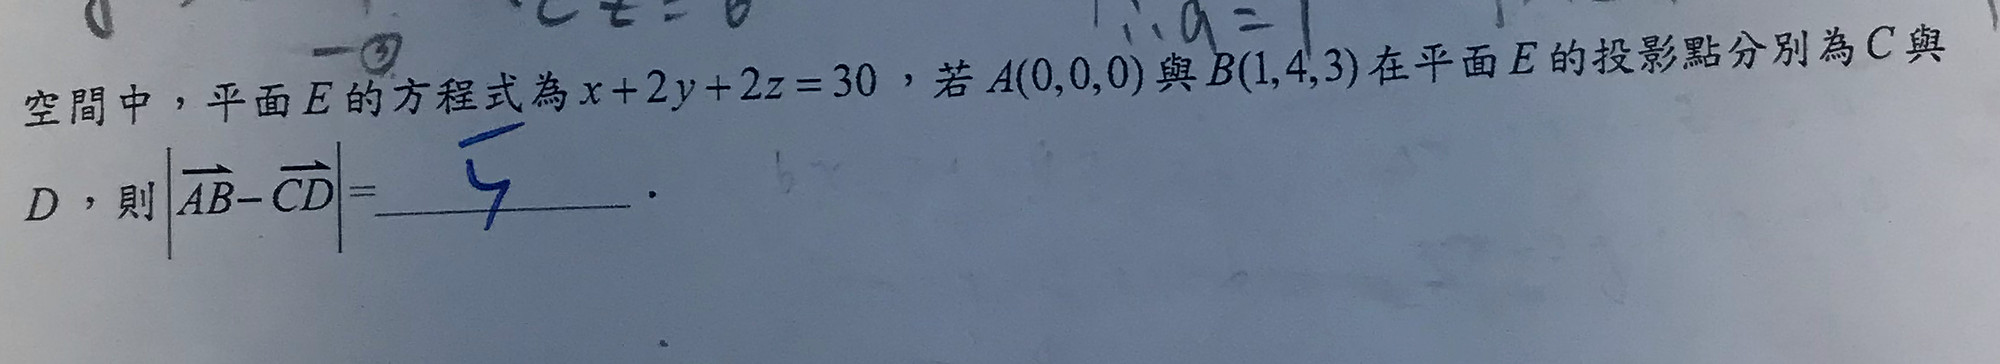 ∴a=1
-③
空間中，平面E的方程式為x+2y+2z=30，若A(0,0,0)與B(1,4,3)在平面E的投影點分別為C與
D，則|AB-CD|=5.